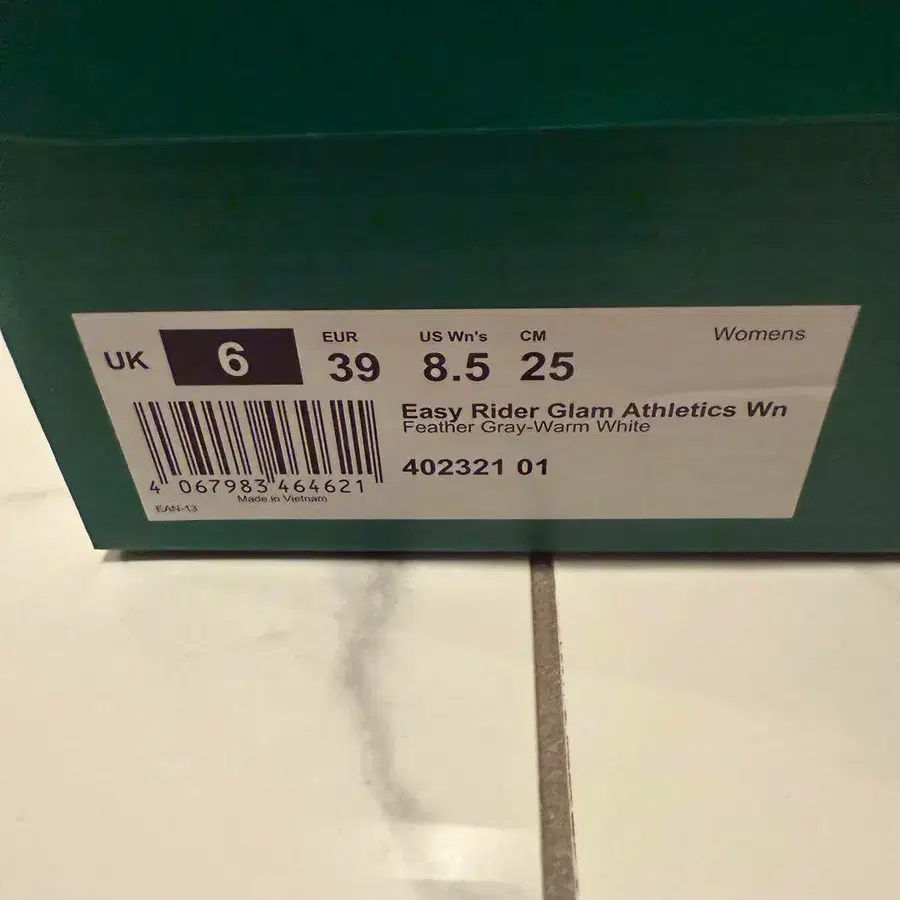 UK 6 EUR 39 US Wn's 8.5 CM 25 Womens
Easy Rider Glam Athletics Wn
Feather Gray-Warm White
402321 01
4 067983 464621
Made in Vietnam
EAN-13